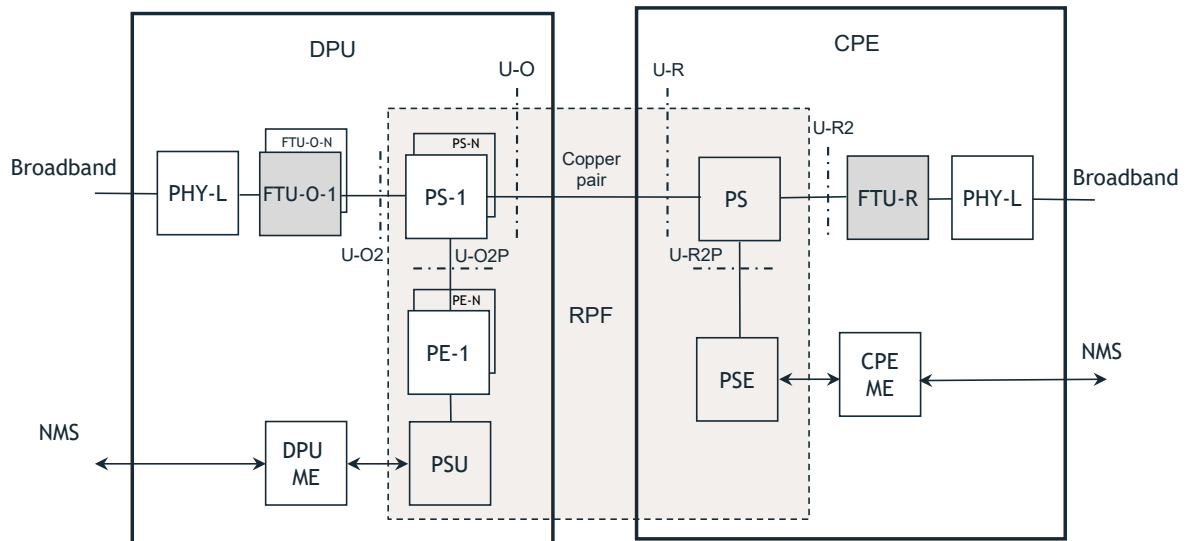 DPU
CPE
U-O
U-R
FTU-O-N
PS-N
U-R2
Broadband
PHY-L
FTU-O-1
PS-1
Copper
pair
PS
FTU-R
PHY-L
Broadband
U-O2
U-O2P
U-R2P
PE-N
RPF
PE-1
PSE
CPE
ME
NMS
NMS
DPU
ME
PSU